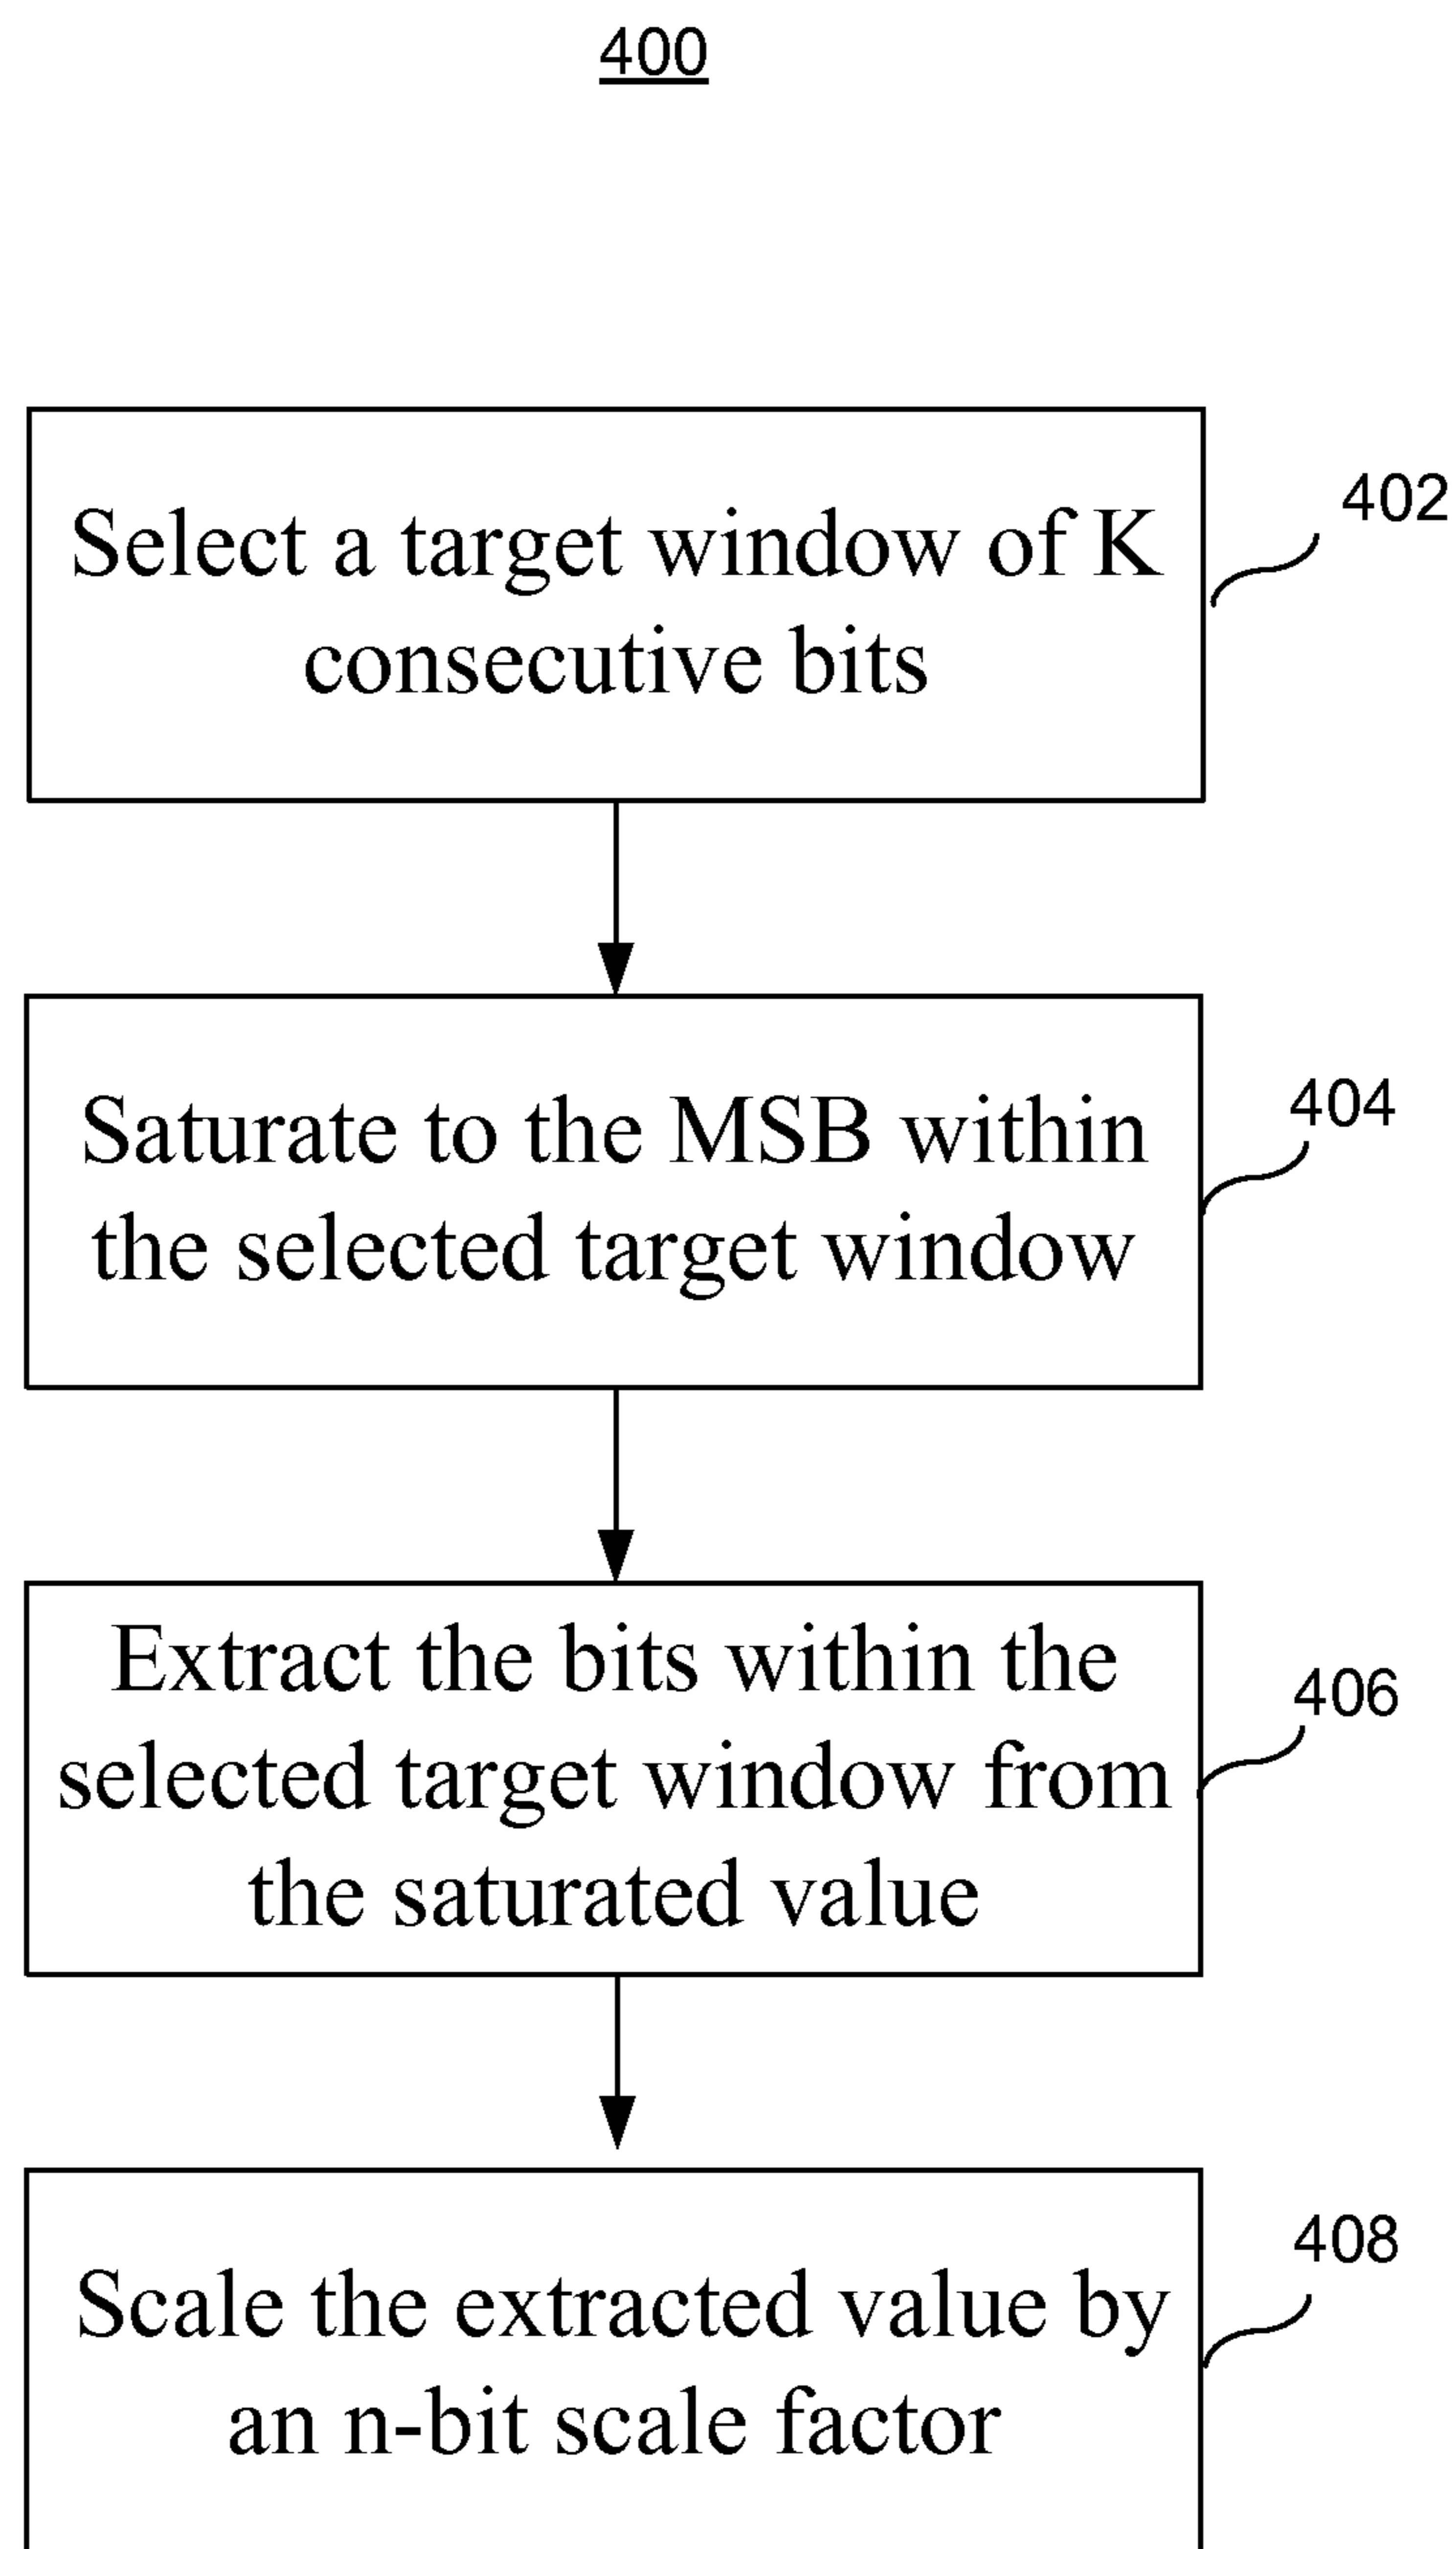 400
Select a target window of K
consecutive bits
402
Saturate to the MSB within
the selected target window
404
Extract the bits within the
selected target window from
the saturated value
406
Scale the extracted value by
an n-bit scale factor
408